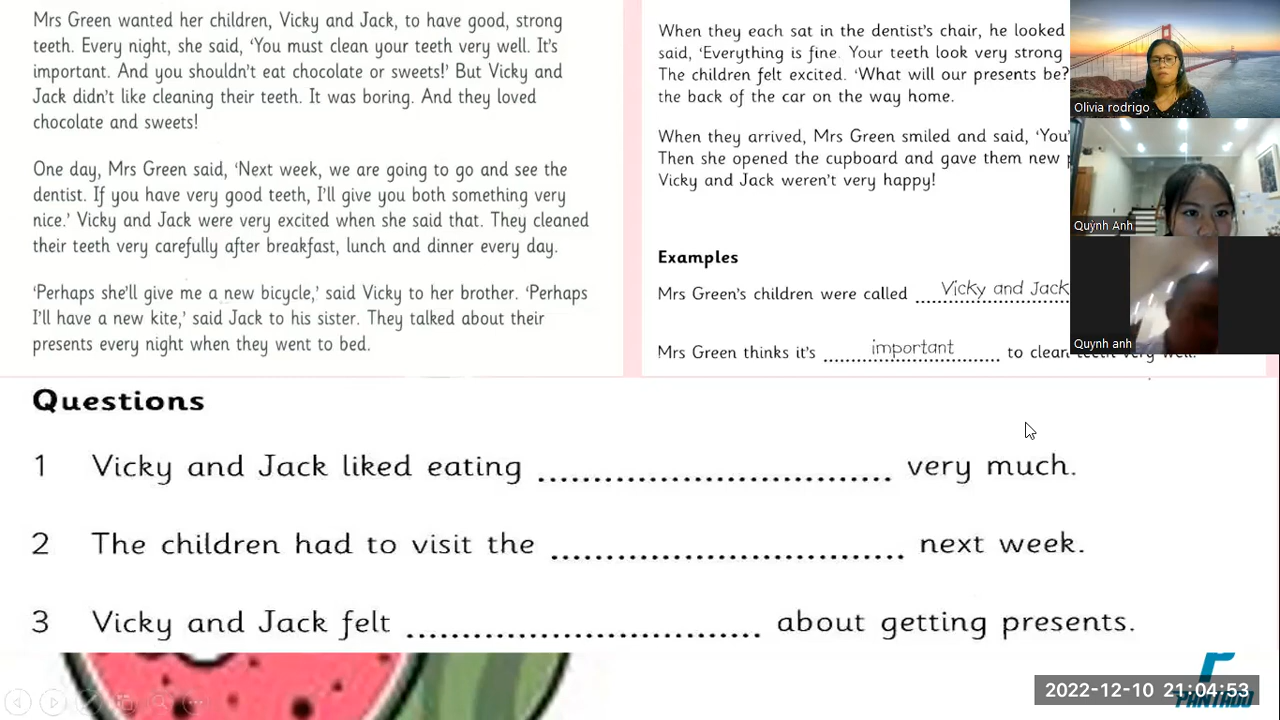 Mrs Green wanted her children, Vicky and Jack, to have good, strong
teeth. Every night, she said, ‘You must clean your teeth very well. It’s
important. And you shouldn’t eat chocolate or sweets!’ But Vicky and
Jack didn’t like cleaning their teeth. It was boring. And they loved
chocolate and sweets!
One day, Mrs Green said, ‘Next week, we are going to go and see the
dentist. If you have very good teeth, I’ll give you both something very
nice.’ Vicky and Jack were very excited when she said that. They cleaned
their teeth very carefully after breakfast, lunch and dinner every day.
‘Perhaps she’ll give me a new bicycle,’ said Vicky to her brother. ‘Perhaps
I’ll have a new kite,’ said Jack to his sister. They talked about their
presents every night when they went to bed.
When they each sat in the dentist’s chair, he looked
said, ‘Everything is fine. Your teeth look very strong
The children felt excited. ‘What will our presents be?
the back of the car on the way home.
When they arrived, Mrs Green smiled and said, ‘You’
Then she opened the cupboard and gave them new
Vicky and Jack weren’t very happy!
Examples
Mrs Green’s children were called Vicky and Jack
Mrs Green thinks it’s important to clean teeth very well.
Olivia rodrigo
Quỳnh Anh
Quynh anh
Questions
1 Vicky and Jack liked eating ........................ very much.
2 The children had to visit the ........................ next week.
3 Vicky and Jack felt ........................ about getting presents.
2022-12-10 21:04:53
PANTADO